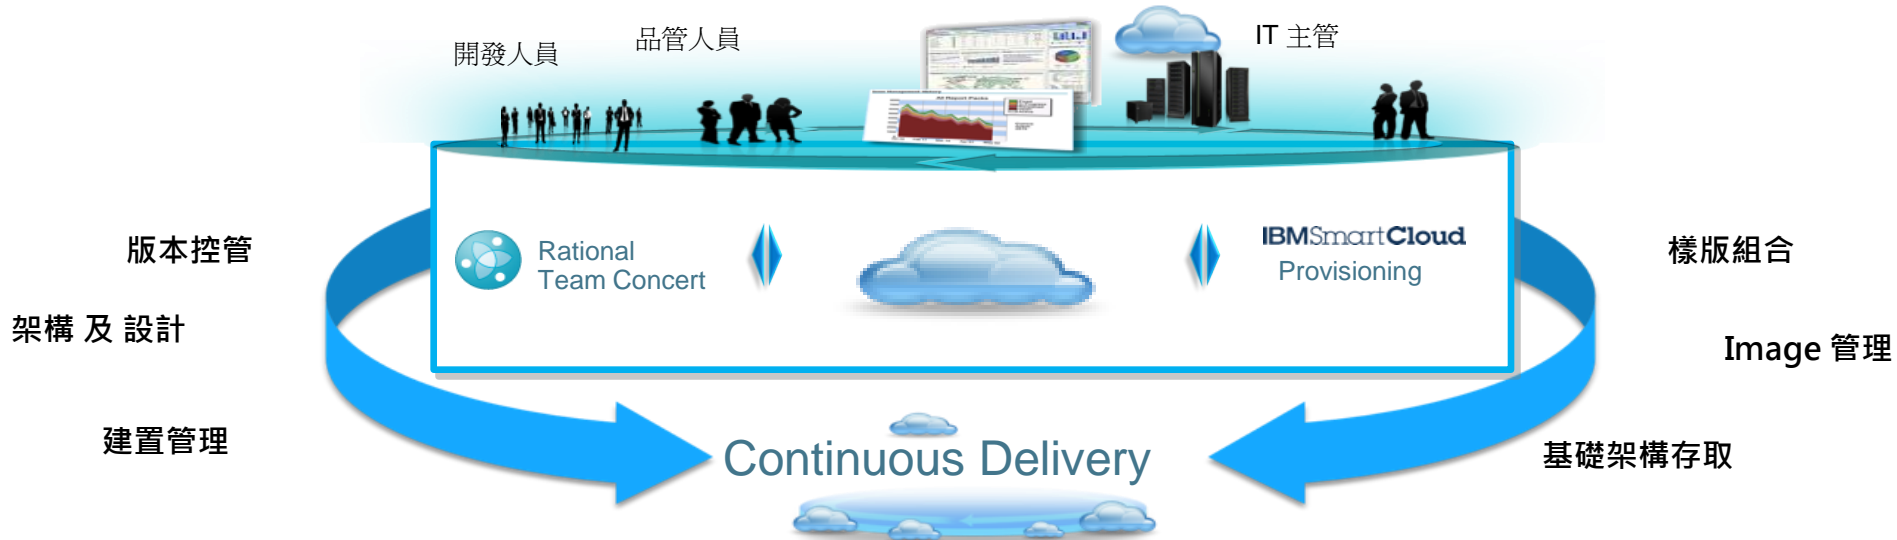 開發人員
品管人員
IT 主管
版本控管
架構 及 設計
建置管理
Rational
Team Concert
IBMSmartCloud
Provisioning
樣版組合
Image 管理
基礎架構存取
Continuous Delivery